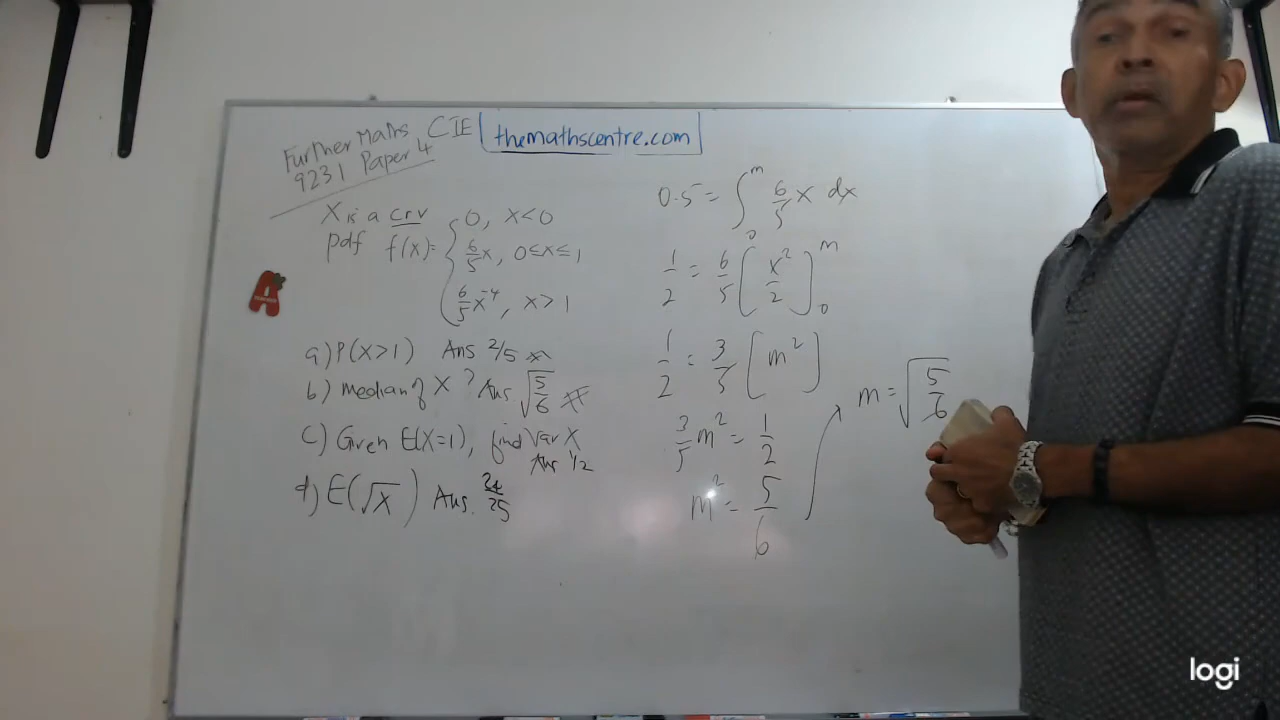 Further Maths CIE
9231 Paper 4
themathscentre.com
X is a crv
pdf f(x)= { 0, x<0
6/5 x, 0≤x≤1
6/5 x^-4, x>1
a) P(X>1) Ans 2/5
b) Median of X ? Ans √(5/6)
c) Given E(X=1), find Var X
Ans 1/2
d) E(√X) Ans. 24/25
0.5 = ∫₀^m 6/5 x dx
1/2 = 6/5 [x²/2]₀^m
1/2 = 3/5 [m²]
3/5 m² = 1/2
m² = 5/6
m = √(5/6)
A
logi